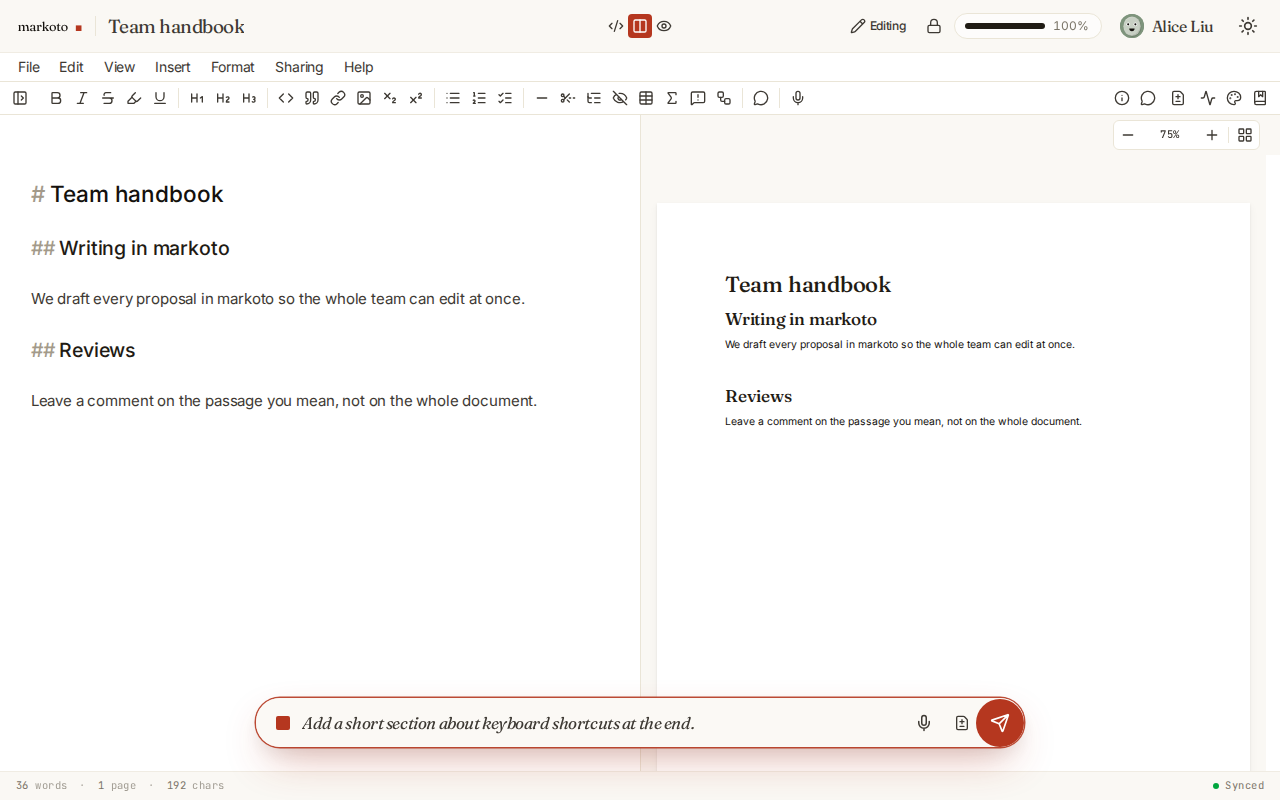 markoto
Team handbook
Editing
100%
Alice Liu
File Edit View Insert Format Sharing Help
H1 H2 H3
75%
# Team handbook
## Writing in markoto
We draft every proposal in markoto so the whole team can edit at once.
## Reviews
Leave a comment on the passage you mean, not on the whole document.
Team handbook
Writing in markoto
We draft every proposal in markoto so the whole team can edit at once.
Reviews
Leave a comment on the passage you mean, not on the whole document.
Add a short section about keyboard shortcuts at the end.
36 words · 1 page · 192 chars
Synced